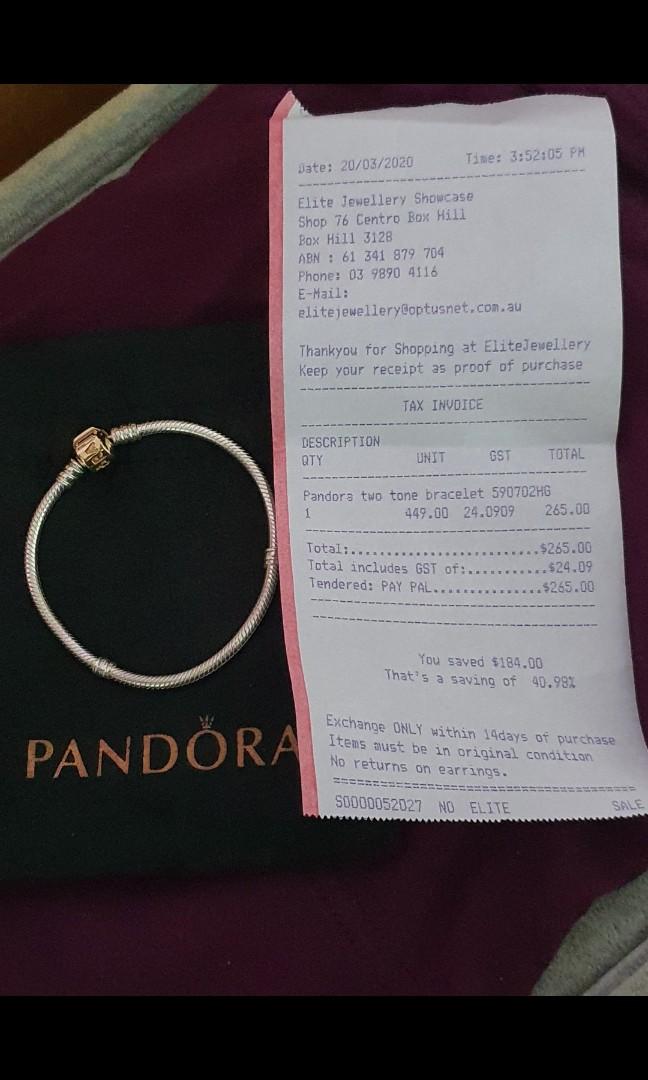 Date: 20/03/2020 Time: 3:52:05 PM
Elite Jewellery Showcase
Shop 76 Centro Box Hill
Box Hill 3128
ABN : 61 341 879 704
Phone: 03 9890 4116
E-Mail:
elitejewellery@optusnet.com.au
Thankyou for Shopping at EliteJewellery
Keep your receipt as proof of purchase
TAX INVOICE
DESCRIPTION
QTY UNIT GST TOTAL
Pandora two tone bracelet 590702HG
1 449.00 24.0909 265.00
Total:...........................$265.00
Total includes GST of:...........$24.09
Tendered: PAY PAL...............$265.00
You saved $184.00
That's a saving of 40.98%
Exchange ONLY within 14days of purchase
Items must be in original condition
No returns on earrings.
S0000052027 NO ELITE SALE
PANDORA